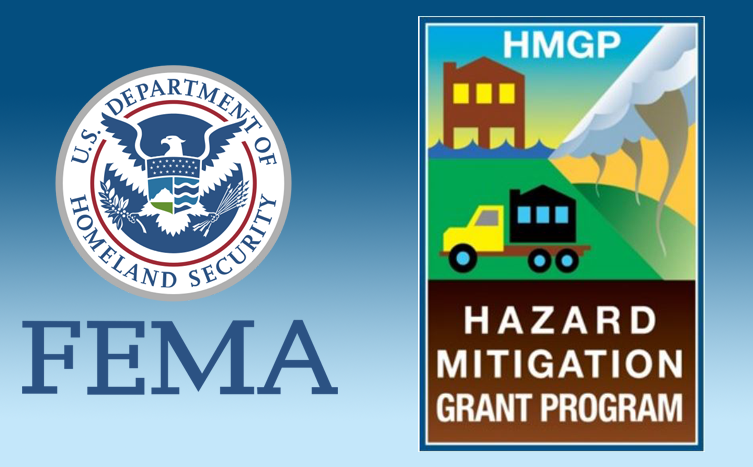 U.S. DEPARTMENT OF
HOMELAND SECURITY
FEMA
HMGP
HAZARD
MITIGATION
GRANT PROGRAM